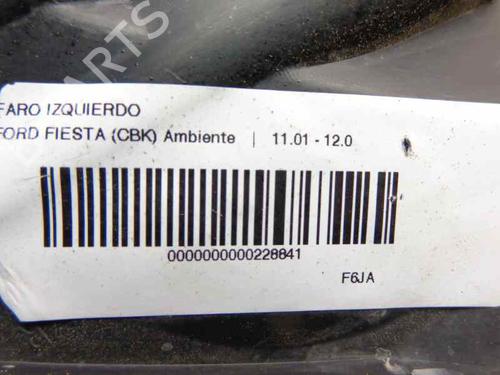 FARO IZQUIERDO
FORD FIESTA (CBK) Ambiente | 11.01 - 12.0
0000000000228841
F6JA